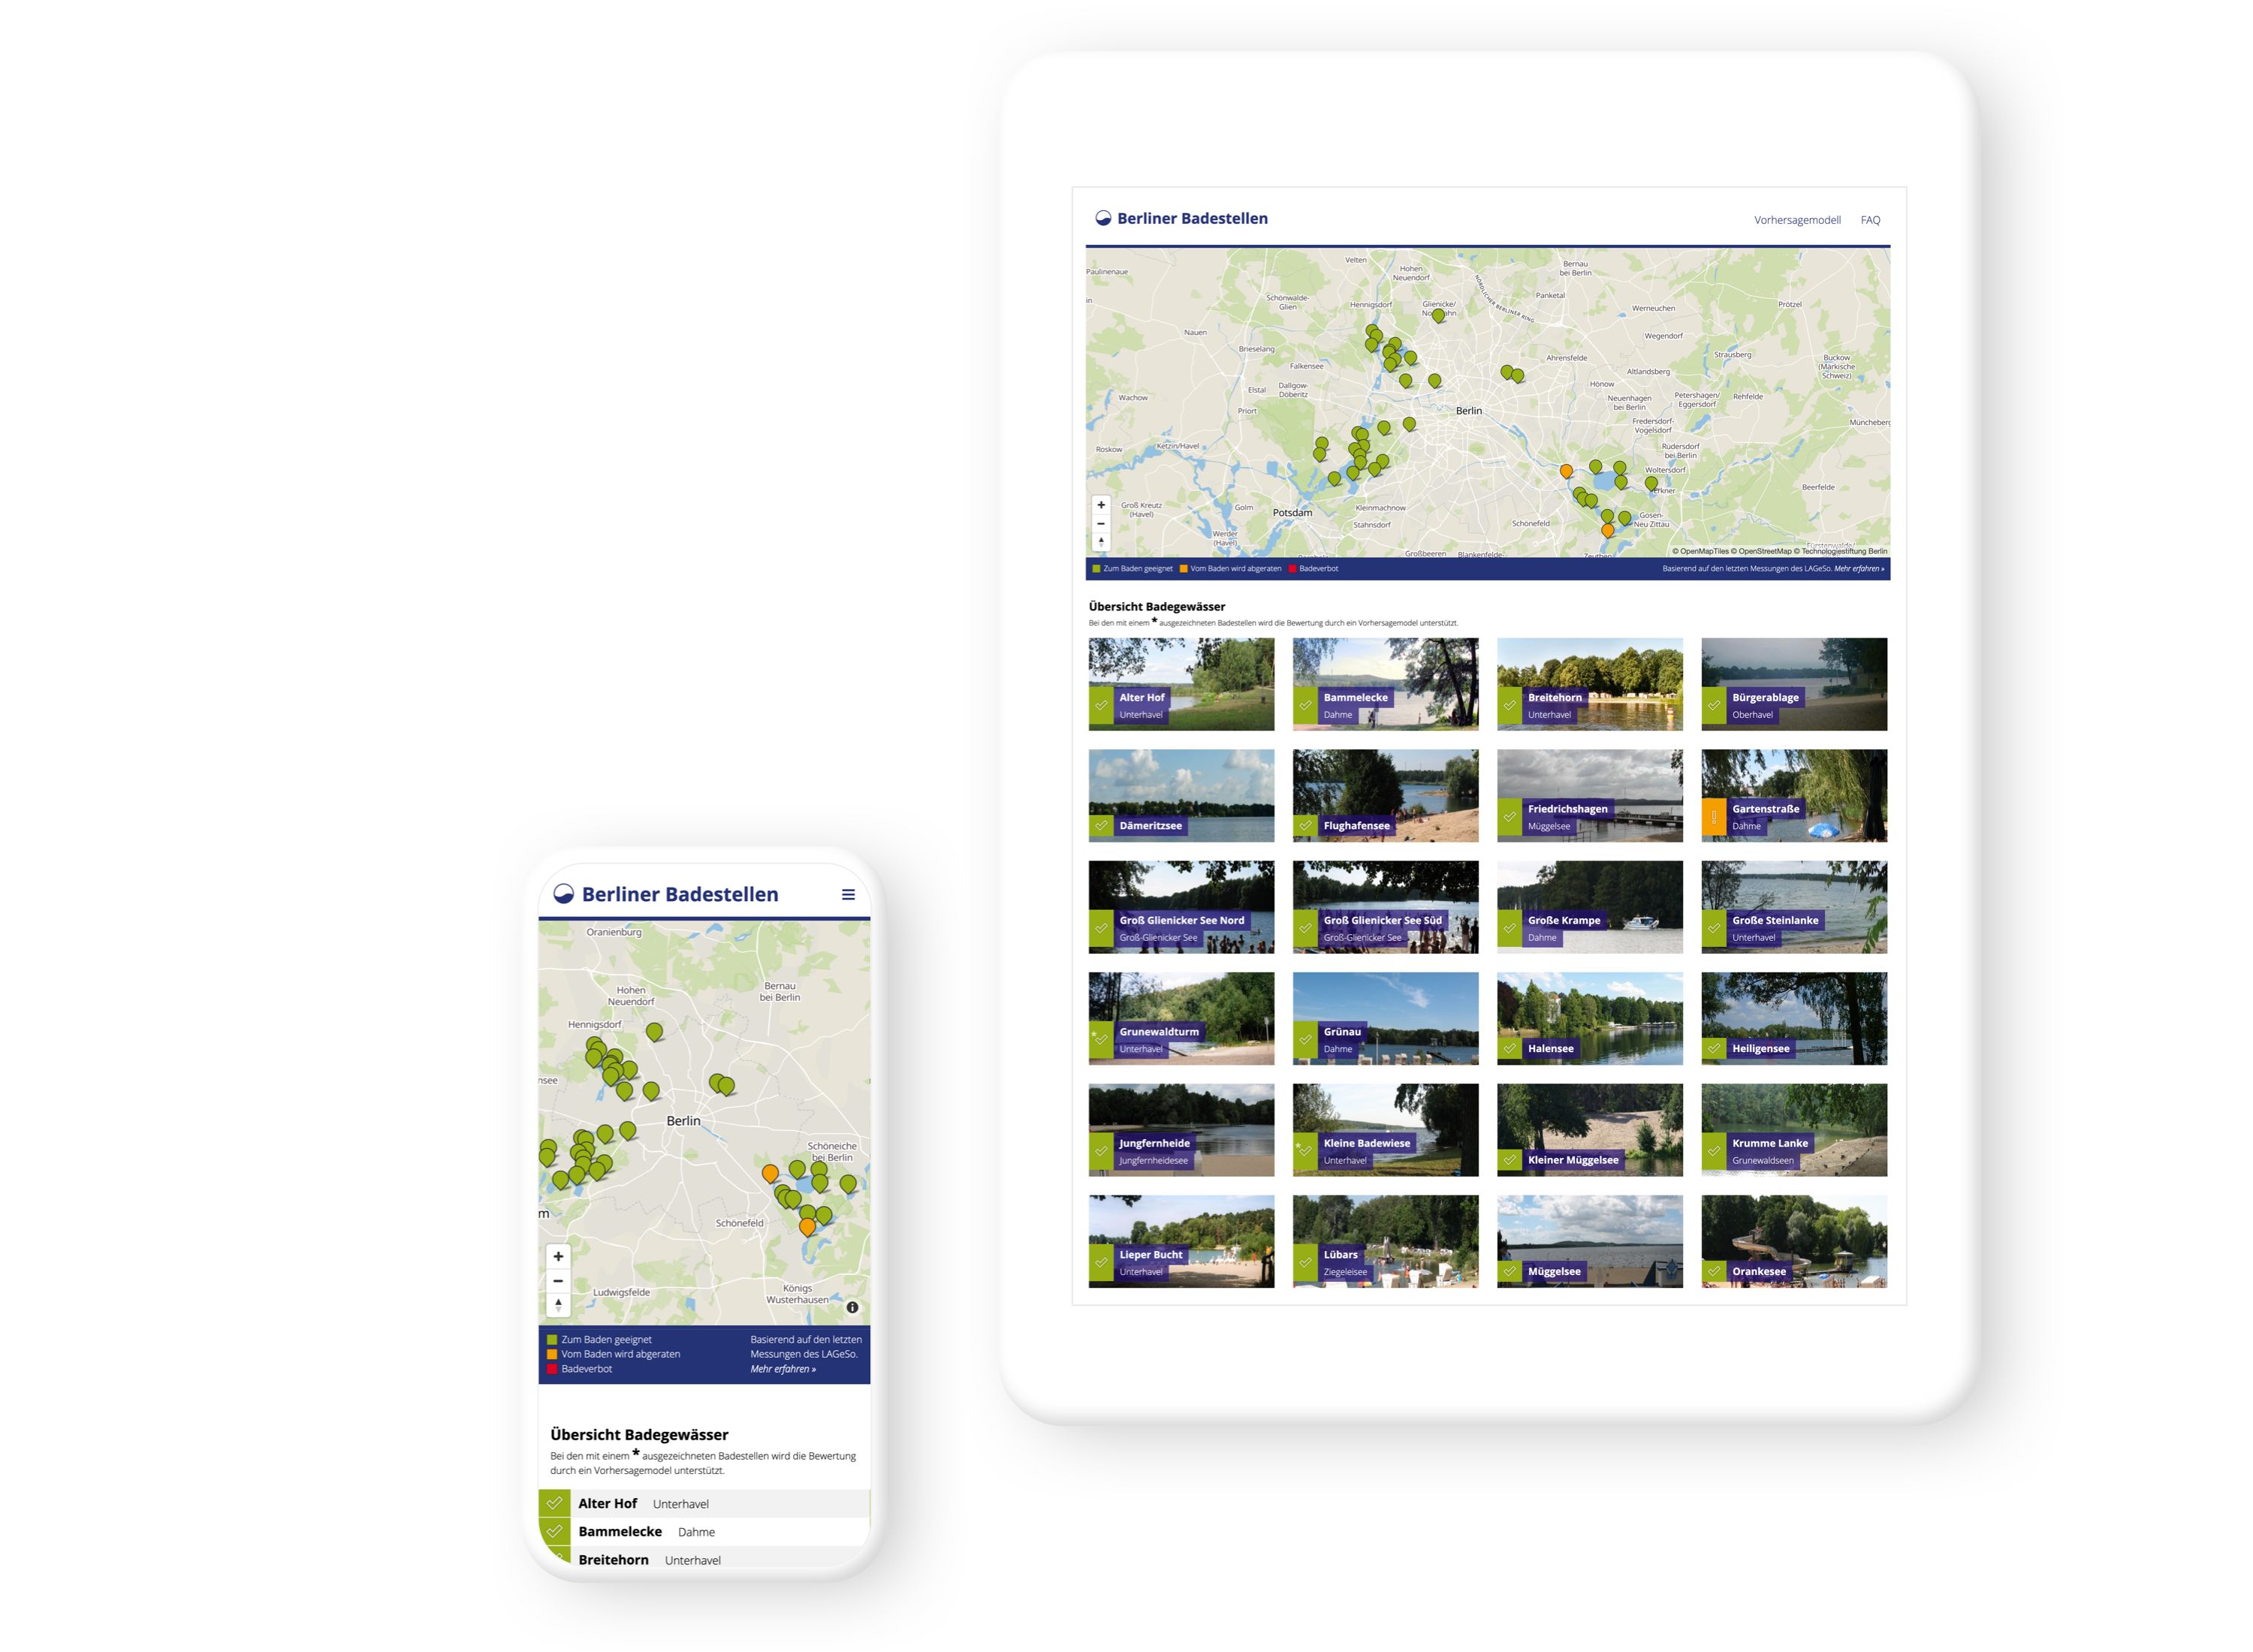 Berliner Badestellen
Vorhersagemodell FAQ
Paulinenaue
Velten
Hohen
Neuendorf
Bernau
bei Berlin
NÖRDLICHER BERLINER RING
Panketal
Schönwalde-
Glien
Hennigsdorf
Glienicke/
Werneuchen
Prötzel
Nauen
Wegendorf
Brieselang
Ahrensfelde
Strausberg
Buckow
(Märkische
Schweiz)
Falkensee
Altlandsberg
Hönow
Elstal
Dallgow-
Döberitz
Wachow
Neuenhagen
bei Berlin
Petershagen/
Eggersdorf
Rehfelde
Priort
Berlin
Fredersdorf-
Vogelsdorf
Müncheberg
Roskow
Ketzin/Havel
Rüdersdorf
bei Berlin
Woltersdorf
Erkner
Beerfelde
Groß Kreutz
(Havel)
Golm
Potsdam
Kleinmachnow
Stahnsdorf
Schönefeld
Gosen-
Neu Zittau
Werder
(Havel)
Großbeeren
Blankenfelde-
Zeuthen
© OpenMapTiles © OpenStreetMap © Technologiestiftung Berlin
Zum Baden geeignet Vom Baden wird abgeraten Badeverbot
Basierend auf den letzten Messungen des LAGeSo. Mehr erfahren »
Übersicht Badegewässer
Bei den mit einem * ausgezeichneten Badestellen wird die Bewertung durch ein Vorhersagemodel unterstützt.
Alter Hof
Unterhavel
Bammelecke
Dahme
Breitehorn
Unterhavel
Bürgerablage
Oberhavel
Dämeritzsee
Flughafensee
Friedrichshagen
Müggelsee
Gartenstraße
Dahme
Groß Glienicker See Nord
Groß-Glienicker See
Groß Glienicker See Süd
Groß-Glienicker See
Große Krampe
Dahme
Große Steinlanke
Unterhavel
*
Grunewaldturm
Unterhavel
Grünau
Dahme
Halensee
Heiligensee
Jungfernheide
Jungfernheidesee
*
Kleine Badewiese
Unterhavel
Kleiner Müggelsee
Krumme Lanke
Grunewaldseen
Lieper Bucht
Unterhavel
Lübars
Ziegeleisee
Müggelsee
Orankesee
Berliner Badestellen
Oranienburg
Hohen
Neuendorf
Bernau
bei Berlin
Hennigsdorf
nsee
Berlin
Schöneiche
bei Berlin
m
Schönefeld
Ludwigsfelde
Königs
Wusterhausen
Zum Baden geeignet
Vom Baden wird abgeraten
Badeverbot
Basierend auf den letzten
Messungen des LAGeSo.
Mehr erfahren »
Übersicht Badegewässer
Bei den mit einem * ausgezeichneten Badestellen wird die Bewertung
durch ein Vorhersagemodel unterstützt.
Alter Hof Unterhavel
Bammelecke Dahme
Breitehorn Unterhavel